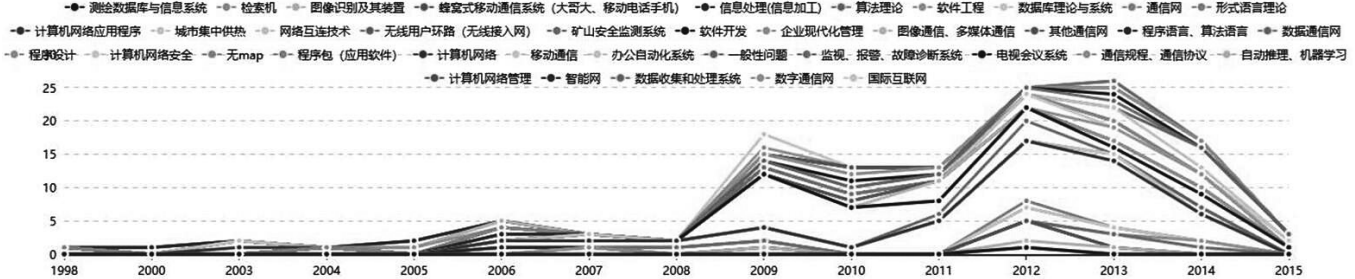 测绘数据库与信息系统 检索机 图像识别及其装置 蜂窝式移动通信系统（大哥大、移动电话手机） 信息处理(信息加工) 算法理论 软件工程 数据库理论与系统 通信网 形式语言理论
计算机网络应用程序 城市集中供热 网络互连技术 无线用户环路（无线接入网） 矿山安全监测系统 软件开发 企业现代化管理 图像通信、多媒体通信 其他通信网 程序语言、算法语言 数据通信网
程序设计 计算机网络安全 无map 程序包（应用软件） 计算机网络 移动通信 办公自动化系统 一般性问题 监视、报警、故障诊断系统 电视会议系统 通信规程、通信协议 自动推理、机器学习
计算机网络管理 智能网 数据收集和处理系统 数字通信网 国际互联网
25
20
15
10
5
0
1998 2000 2003 2004 2005 2006 2007 2008 2009 2010 2011 2012 2013 2014 2015